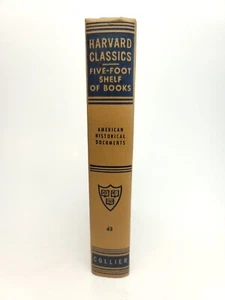 HARVARD
CLASSICS
FIVE-FOOT
SHELF
OF BOOKS
AMERICAN
HISTORICAL
DOCUMENTS
43
COLLIER